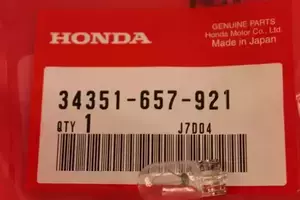 HONDA
GENUINE PARTS
Honda Motor Co., Ltd.
Made in Japan
34351-657-921
QTY 1 J7D04